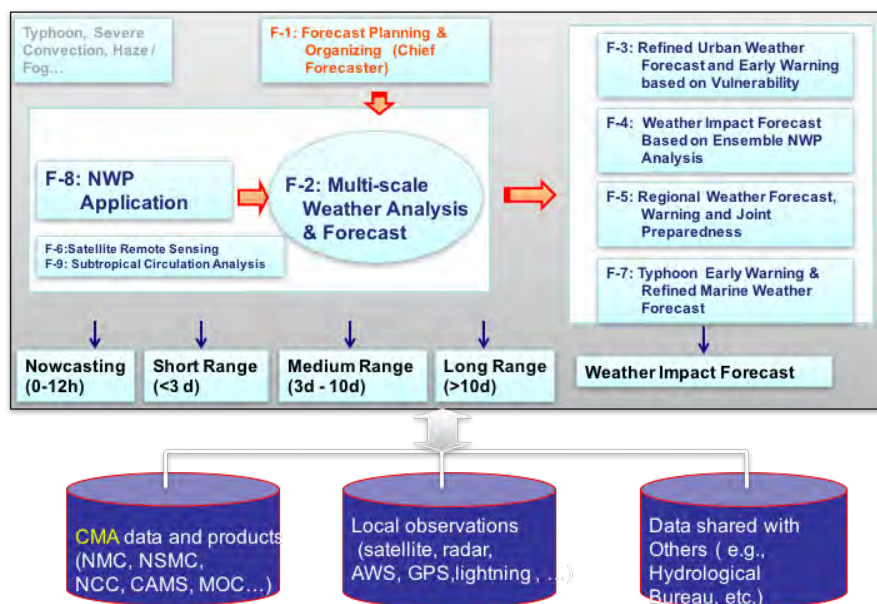 Typhoon, Severe
Convection, Haze /
Fog…
F-1: Forecast Planning &
Organizing (Chief
Forecaster)
F-8: NWP
Application
F-6:Satellite Remote Sensing
F-9: Subtropical Circulation Analysis
F-2: Multi-scale
Weather Analysis
& Forecast
F-3: Refined Urban Weather
Forecast and Early Warning
based on Vulnerability
F-4: Weather Impact Forecast
Based on Ensemble NWP
Analysis
F-5: Regional Weather Forecast,
Warning and Joint
Preparedness
F-7: Typhoon Early Warning &
Refined Marine Weather
Forecast
Nowcasting
(0-12h)
Short Range
(<3 d)
Medium Range
(3d - 10d)
Long Range
(>10d)
Weather Impact Forecast
CMA data and products
(NMC, NSMC,
NCC, CAMS, MOC…)
Local observations
(satellite, radar,
AWS, GPS,lightning , …)
Data shared with
Others ( e.g.,
Hydrological
Bureau, etc.)